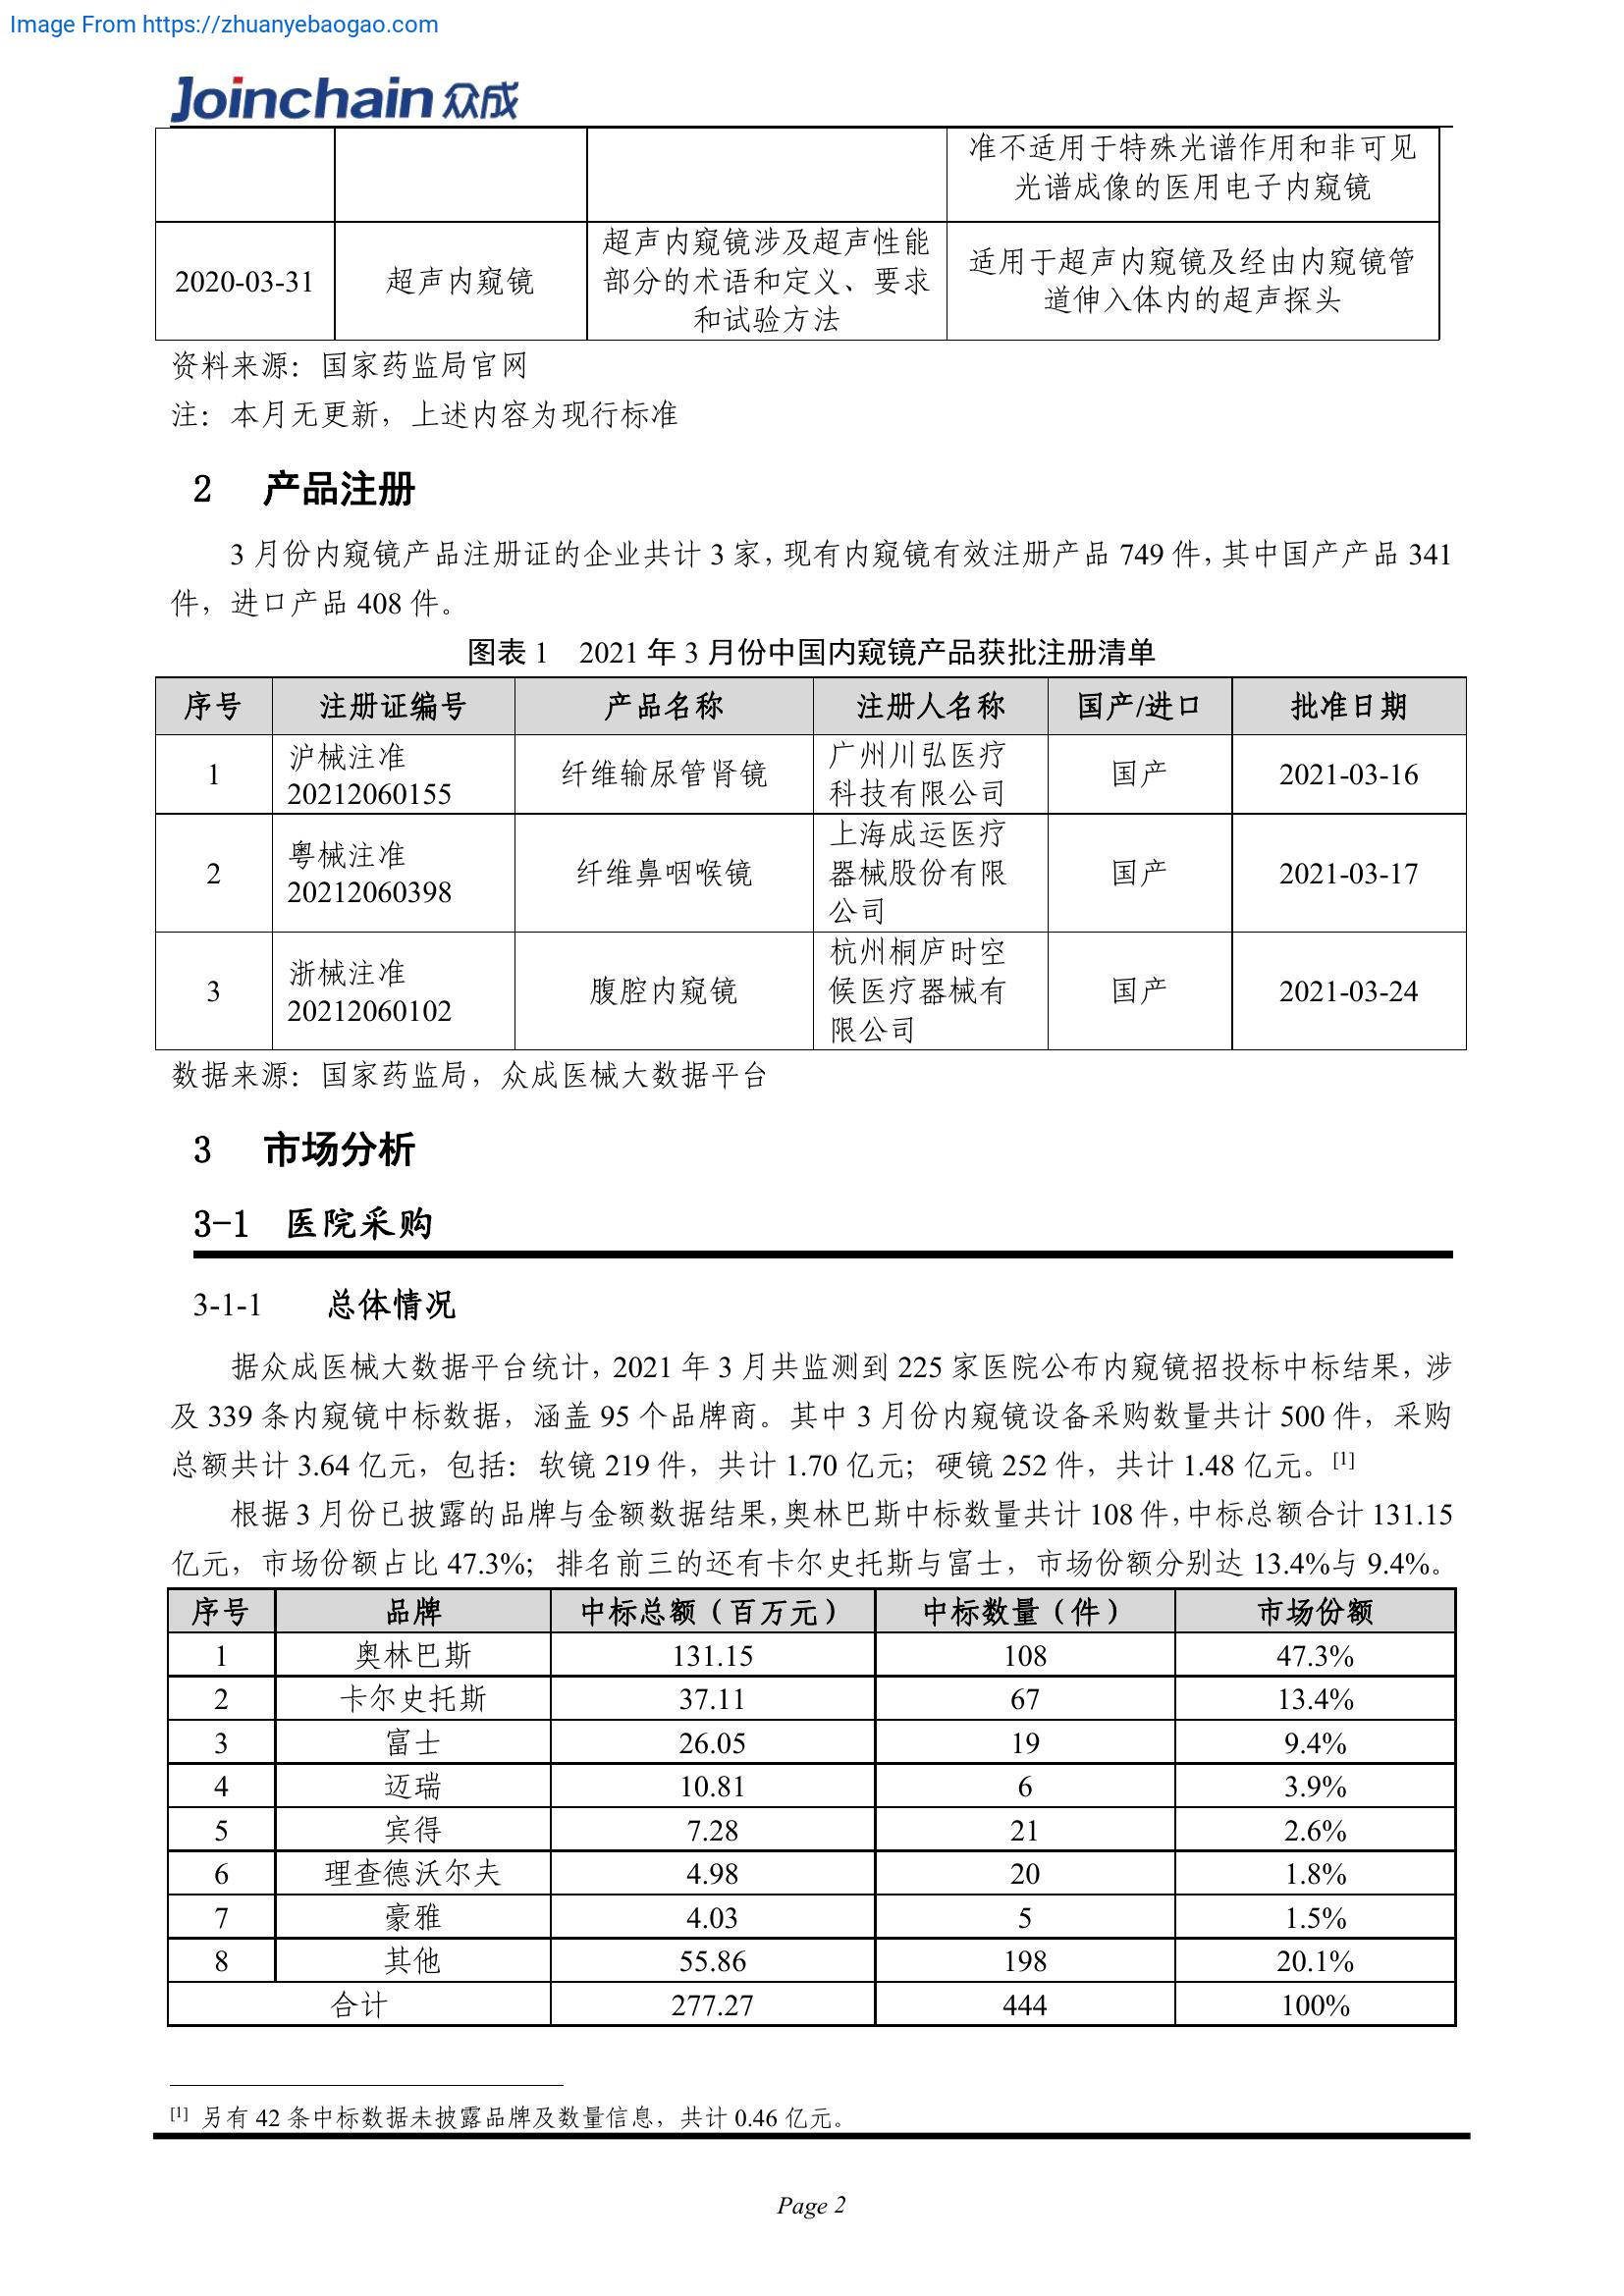 Image From https://zhuanyebaogao.com
Joinchain 众成
准不适用于特殊光谱作用和非可见
光谱成像的医用电子内窥镜
2020-03-31 超声内窥镜 超声内窥镜涉及超声性能部分的术语和定义、要求和试验方法 适用于超声内窥镜及经由内窥镜管道伸入体内的超声探头
资料来源：国家药监局官网
注：本月无更新，上述内容为现行标准
2 产品注册
3 月份内窥镜产品注册证的企业共计 3 家，现有内窥镜有效注册产品 749 件，其中国产产品 341
件，进口产品 408 件。
图表 1 2021 年 3 月份中国内窥镜产品获批注册清单
序号 注册证编号 产品名称 注册人名称 国产/进口 批准日期
1 沪械注准20212060155 纤维输尿管肾镜 广州川弘医疗科技有限公司 国产 2021-03-16
2 粤械注准20212060398 纤维鼻咽喉镜 上海成运医疗器械股份有限公司 国产 2021-03-17
3 浙械注准20212060102 腹腔内窥镜 杭州桐庐时空候医疗器械有限公司 国产 2021-03-24
数据来源：国家药监局，众成医械大数据平台
3 市场分析
3-1 医院采购
3-1-1 总体情况
据众成医械大数据平台统计，2021 年 3 月共监测到 225 家医院公布内窥镜招投标中标结果，涉
及 339 条内窥镜中标数据，涵盖 95 个品牌商。其中 3 月份内窥镜设备采购数量共计 500 件，采购
总额共计 3.64 亿元，包括：软镜 219 件，共计 1.70 亿元；硬镜 252 件，共计 1.48 亿元。[1]
根据 3 月份已披露的品牌与金额数据结果，奥林巴斯中标数量共计 108 件，中标总额合计 131.15
亿元，市场份额占比 47.3%；排名前三的还有卡尔史托斯与富士，市场份额分别达 13.4%与 9.4%。
序号 品牌 中标总额（百万元） 中标数量（件） 市场份额
1 奥林巴斯 131.15 108 47.3%
2 卡尔史托斯 37.11 67 13.4%
3 富士 26.05 19 9.4%
4 迈瑞 10.81 6 3.9%
5 宾得 7.28 21 2.6%
6 理查德沃尔夫 4.98 20 1.8%
7 豪雅 4.03 5 1.5%
8 其他 55.86 198 20.1%
合计 277.27 444 100%
[1] 另有 42 条中标数据未披露品牌及数量信息，共计 0.46 亿元。
Page 2